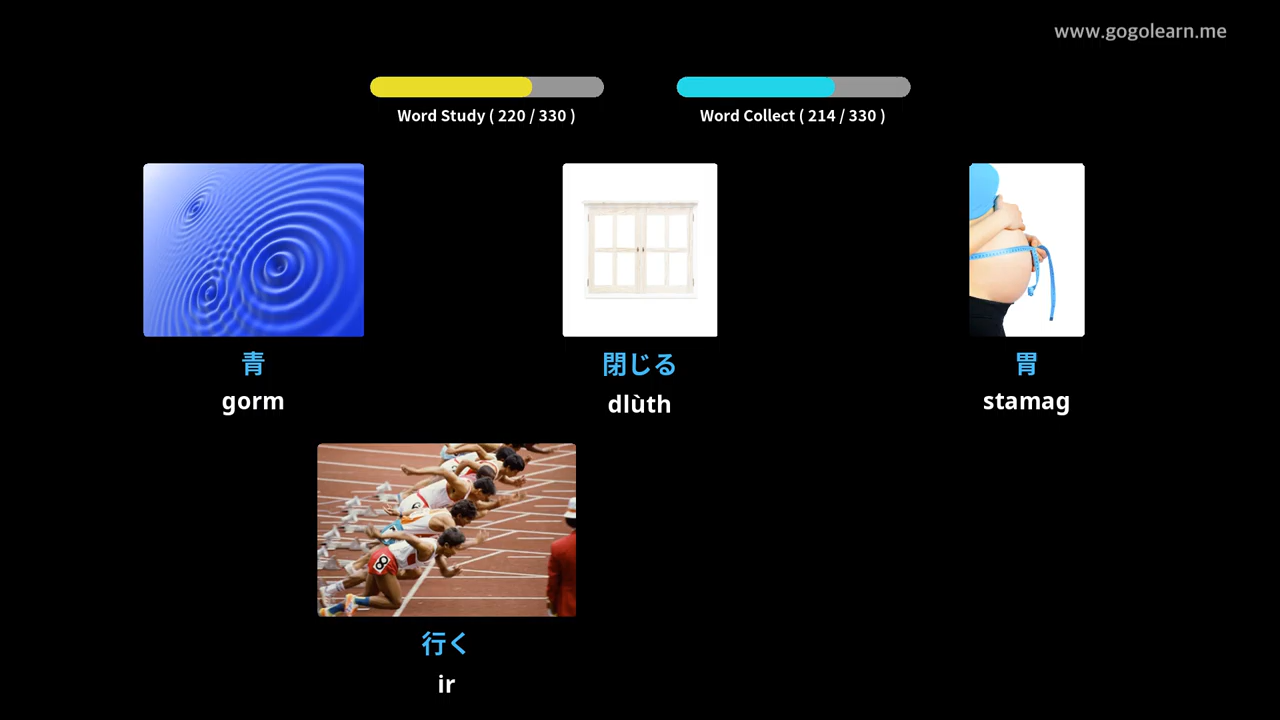 www.gogolearn.me
Word Study ( 220 / 330 )
Word Collect ( 214 / 330 )
青
gorm
閉じる
dlùth
胃
stamag
8
行く
ir